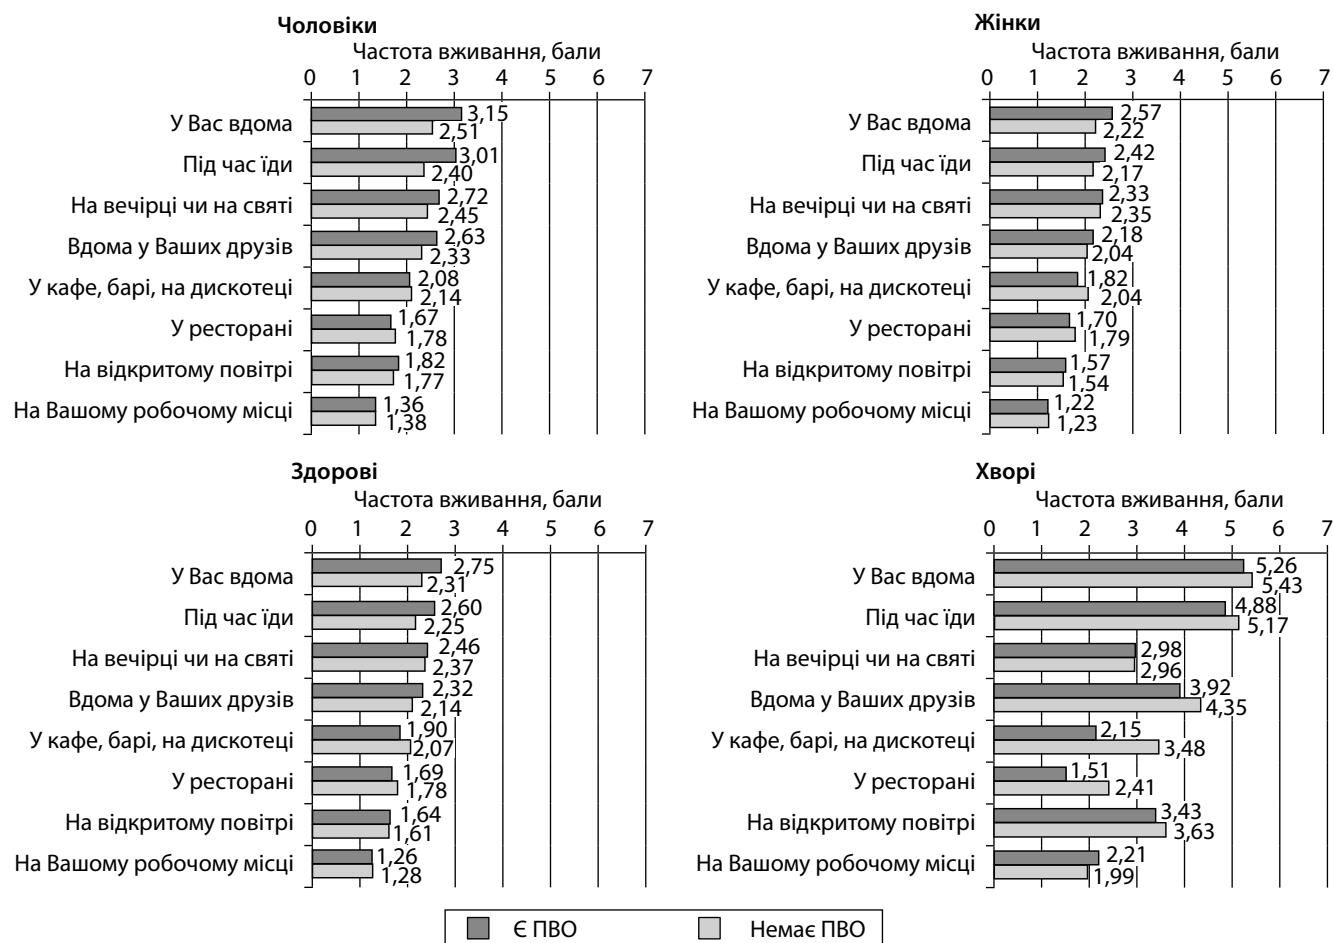 Чоловіки
Частота вживання, бали
0 1 2 3 4 5 6 7
У Вас вдома 3,15
2,51
Під час їди 3,01
2,40
На вечірці чи на святі 2,72
2,45
Вдома у Ваших друзів 2,63
2,33
У кафе, барі, на дискотеці 2,08
2,14
У ресторані 1,67
1,78
На відкритому повітрі 1,82
1,77
На Вашому робочому місці 1,36
1,38
Жінки
Частота вживання, бали
0 1 2 3 4 5 6 7
У Вас вдома 2,57
2,22
Під час їди 2,42
2,17
На вечірці чи на святі 2,33
2,35
Вдома у Ваших друзів 2,18
2,04
У кафе, барі, на дискотеці 1,82
2,04
У ресторані 1,70
1,79
На відкритому повітрі 1,57
1,54
На Вашому робочому місці 1,22
1,23
Здорові
Частота вживання, бали
0 1 2 3 4 5 6 7
У Вас вдома 2,75
2,31
Під час їди 2,60
2,25
На вечірці чи на святі 2,46
2,37
Вдома у Ваших друзів 2,32
2,14
У кафе, барі, на дискотеці 1,90
2,07
У ресторані 1,69
1,78
На відкритому повітрі 1,64
1,61
На Вашому робочому місці 1,26
1,28
Хворі
Частота вживання, бали
0 1 2 3 4 5 6 7
У Вас вдома 5,26
5,43
Під час їди 4,88
5,17
На вечірці чи на святі 2,98
2,96
Вдома у Ваших друзів 3,92
4,35
У кафе, барі, на дискотеці 2,15
3,48
У ресторані 1,51
2,41
На відкритому повітрі 3,43
3,63
На Вашому робочому місці 2,21
1,99
Є ПВО Немає ПВО